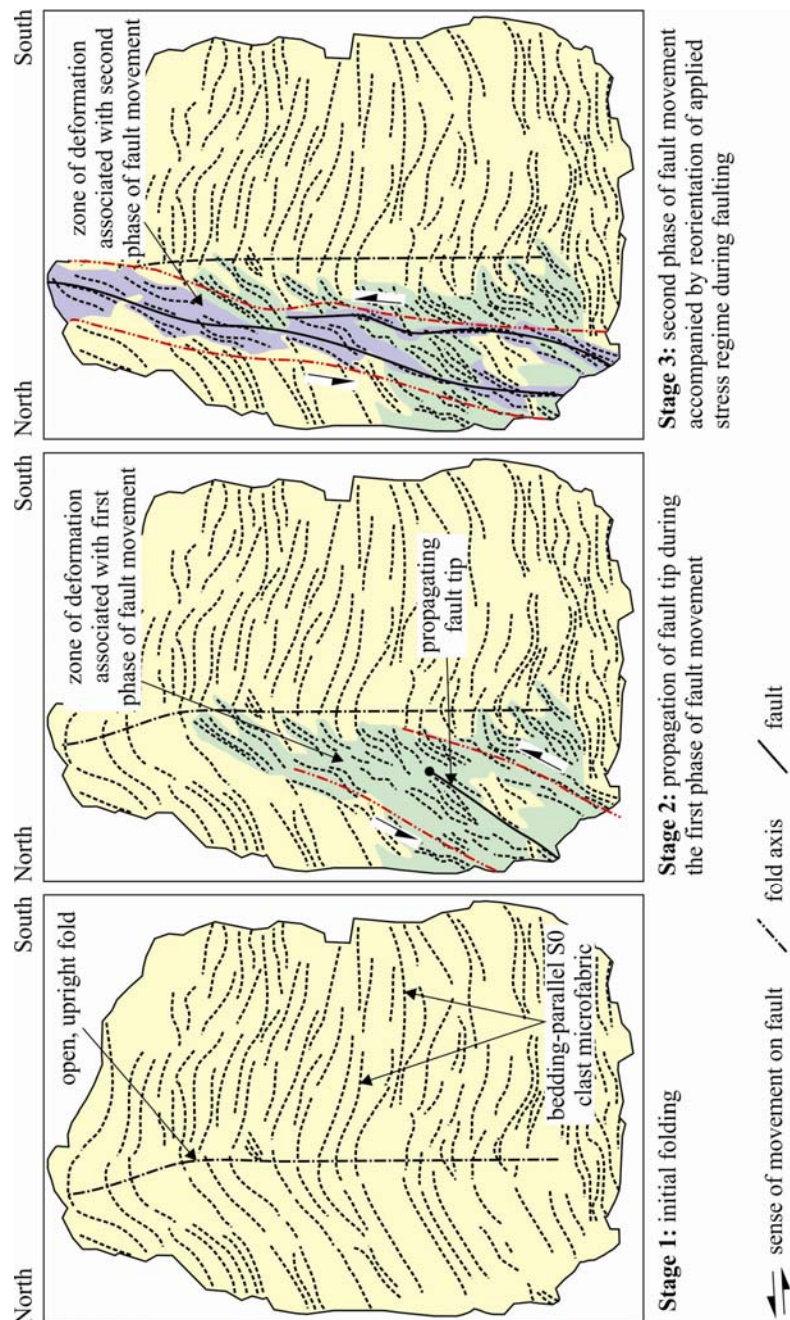 North
South
open, upright fold
bedding-parallel S0
clast microfabric
Stage 1: initial folding
North
South
zone of deformation
associated with first
phase of fault movement
propagating
fault tip
Stage 2: propagation of fault tip during
the first phase of fault movement
North
South
zone of deformation
associated with second
phase of fault movement
Stage 3: second phase of fault movement
accompanied by reorientation of applied
stress regime during faulting
sense of movement on fault
fold axis
fault